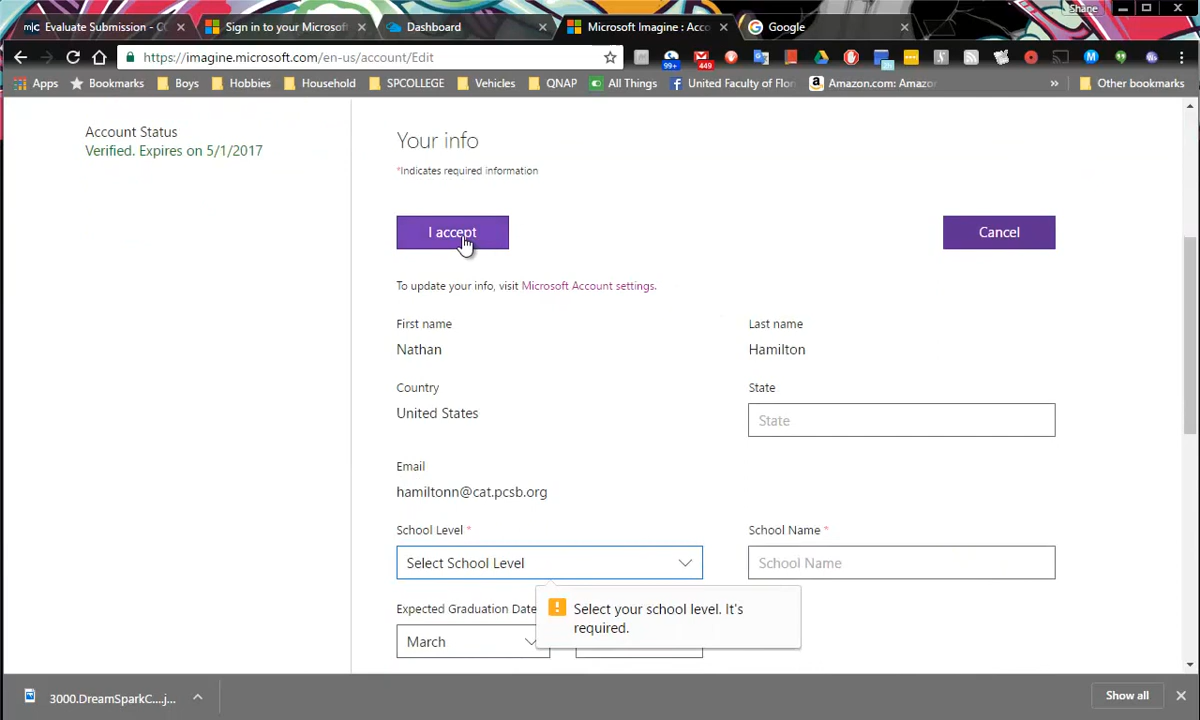 Shane
Evaluate Submission - CC
Sign in to your Microsoft
Dashboard
Microsoft Imagine : Acco
Google
https://imagine.microsoft.com/en-us/account/Edit
99+
449
Apps
Bookmarks
Boys
Hobbies
Household
SPCOLLEGE
Vehicles
QNAP
All Things
United Faculty of Flori
Amazon.com: Amazo
»
Other bookmarks
Account Status
Verified. Expires on 5/1/2017
Your info
*Indicates required information
I accept
Cancel
To update your info, visit Microsoft Account settings.
First name
Last name
Nathan
Hamilton
Country
State
United States
State
Email
hamiltonn@cat.pcsb.org
School Level *
School Name *
Select School Level
School Name
Expected Graduation Date
Select your school level. It's
required.
March
3000.DreamSparkC....j...
Show all